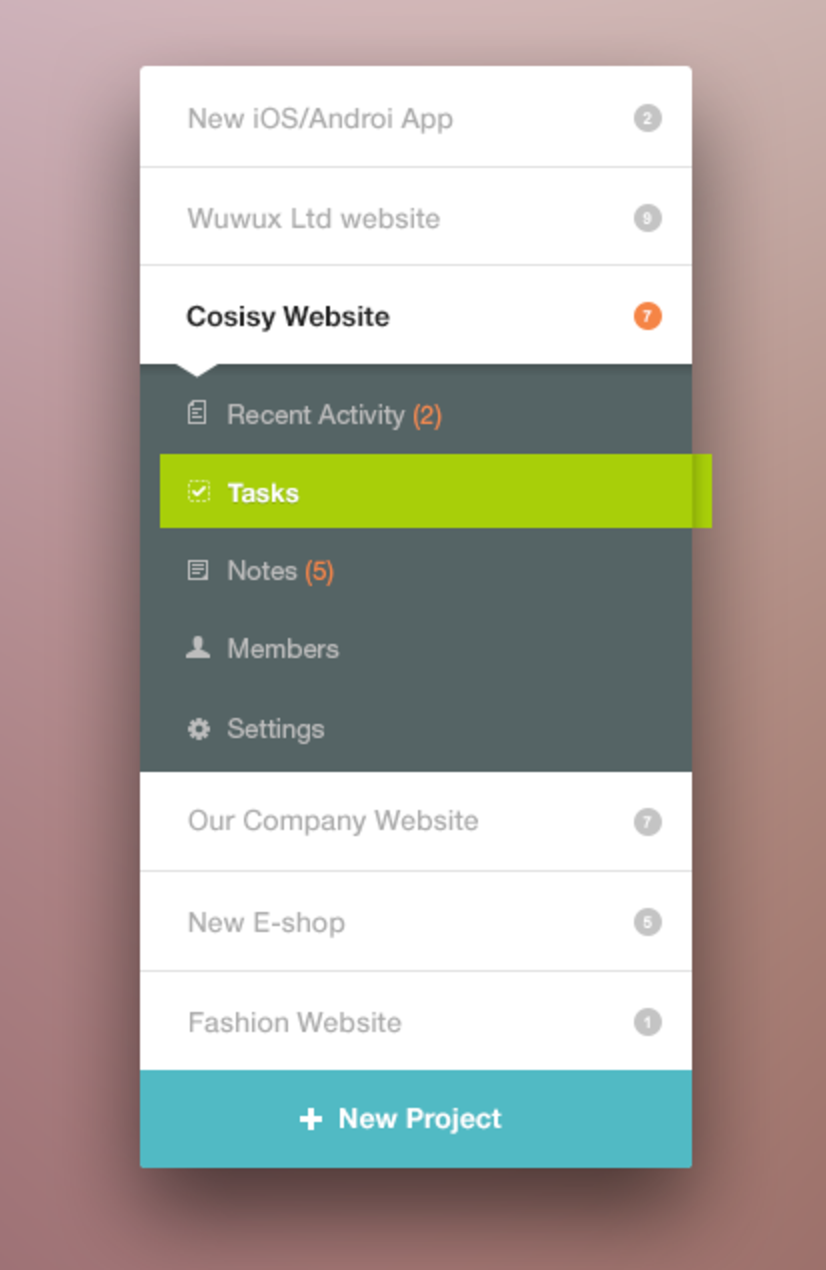 New iOS/Androi App 2
Wuwux Ltd website 9
Cosisy Website 7
Recent Activity (2)
Tasks
Notes (5)
Members
Settings
Our Company Website 7
New E-shop 5
Fashion Website 1
New Project